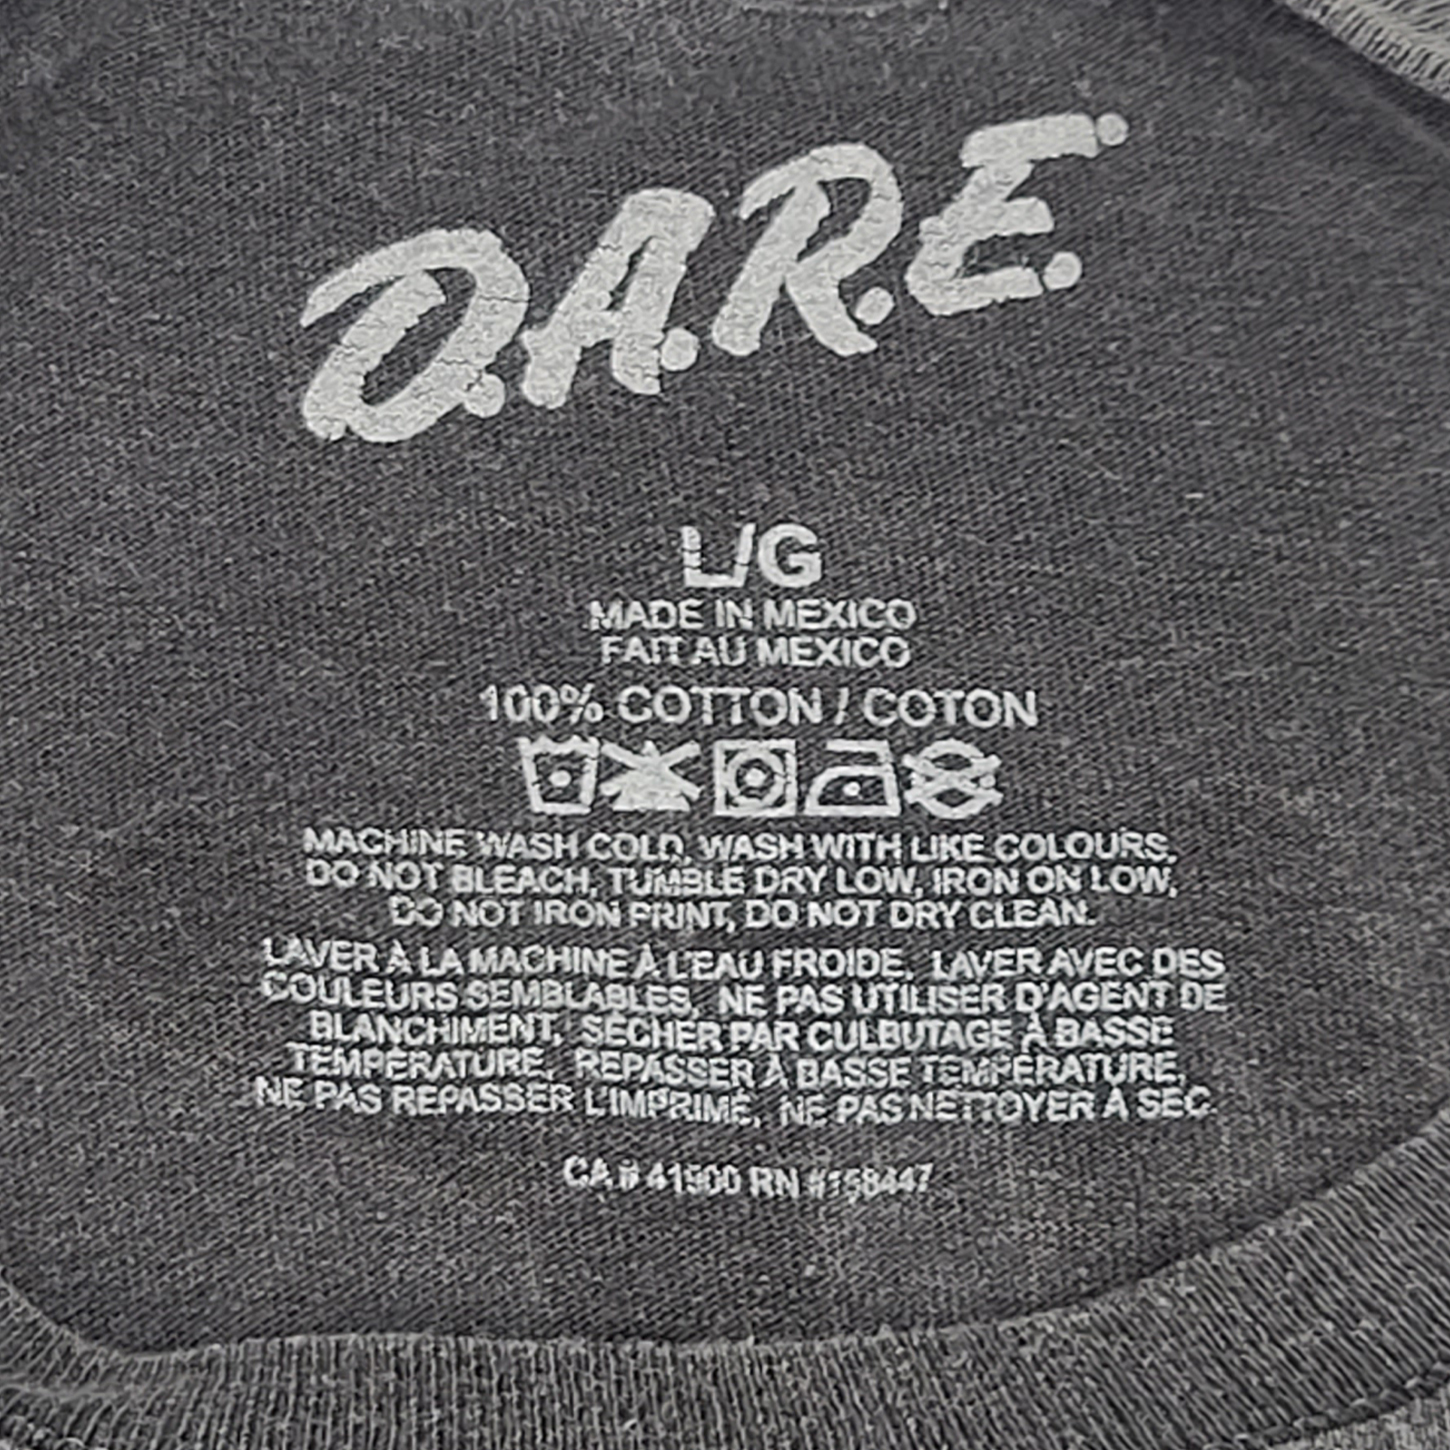 D.A.R.E.
L/G
MADE IN MEXICO
FAIT AU MEXICO
100% COTTON / COTON
MACHINE WASH COLD, WASH WITH LIKE COLOURS,
DO NOT BLEACH, TUMBLE DRY LOW, IRON ON LOW,
DO NOT IRON PRINT, DO NOT DRY CLEAN.
LAVER À LA MACHINE À L'EAU FROIDE, LAVER AVEC DES
COULEURS SEMBLABLES, NE PAS UTILISER D'AGENT DE
BLANCHIMENT, SÉCHER PAR CULBUTAGE À BASSE
TEMPÉRATURE, REPASSER À BASSE TEMPÉRATURE,
NE PAS REPASSER L'IMPRIMÉ, NE PAS NETTOYER À SEC.
CA # 41900 RN #158447